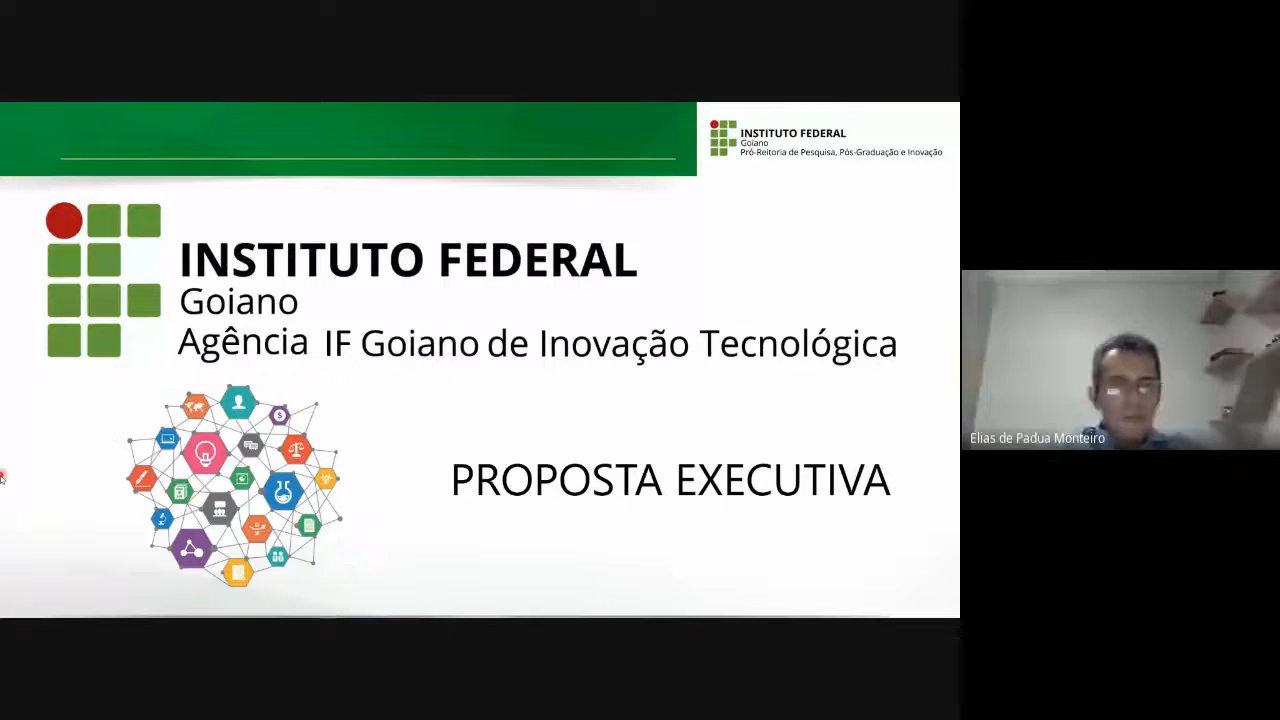 INSTITUTO FEDERAL
Goiano
Pró-Reitoria de Pesquisa, Pós-Graduação e Inovação
INSTITUTO FEDERAL
Goiano
Agência IF Goiano de Inovação Tecnológica
PROPOSTA EXECUTIVA
Elias de Padua Monteiro